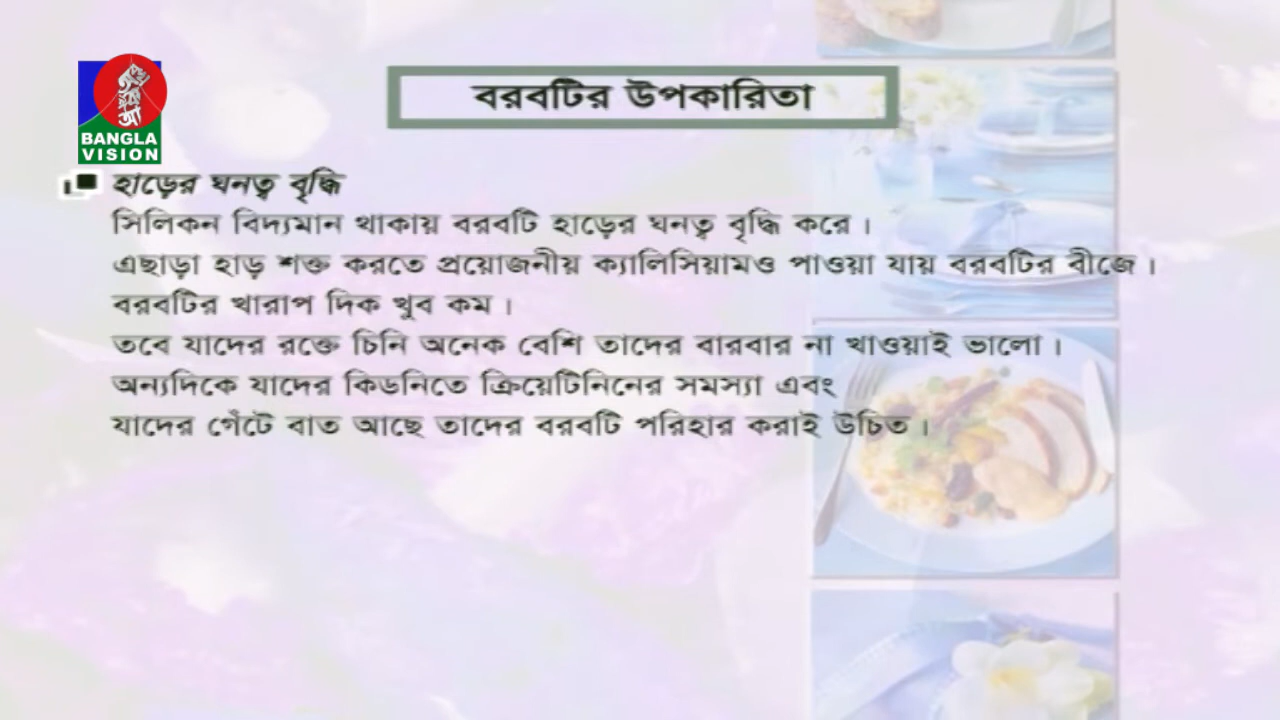 বাংলাভিশন
BANGLA
VISION
বরবটির উপকারিতা
হাড়ের ঘনত্ব বৃদ্ধি
সিলিকন বিদ্যমান থাকায় বরবটি হাড়ের ঘনত্ব বৃদ্ধি করে।
এছাড়া হাড় শক্ত করতে প্রয়োজনীয় ক্যালিসিয়ামও পাওয়া যায় বরবটির বীজে।
বরবটির খারাপ দিক খুব কম।
তবে যাদের রক্তে চিনি অনেক বেশি তাদের বারবার না খাওয়াই ভালো।
অন্যদিকে যাদের কিডনিতে ক্রিয়েটিনিনের সমস্যা এবং
যাদের গেঁটে বাত আছে তাদের বরবটি পরিহার করাই উচিত।